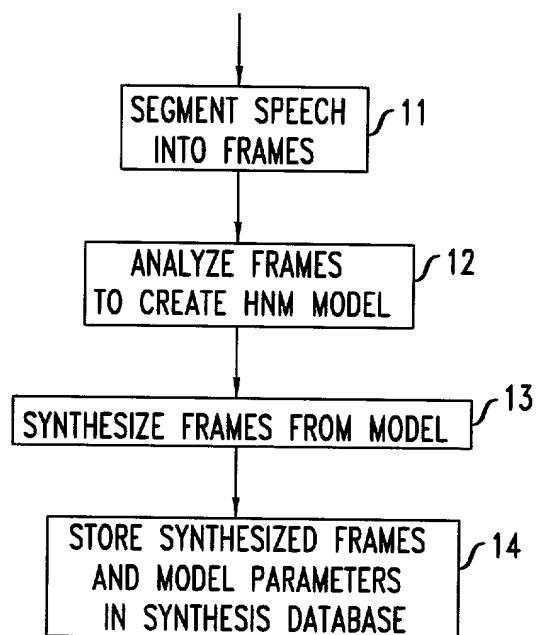 SEGMENT SPEECH 11
INTO FRAMES
ANALYZE FRAMES 12
TO CREATE HNM MODEL
SYNTHESIZE FRAMES FROM MODEL 13
STORE SYNTHESIZED FRAMES 14
AND MODEL PARAMETERS
IN SYNTHESIS DATABASE